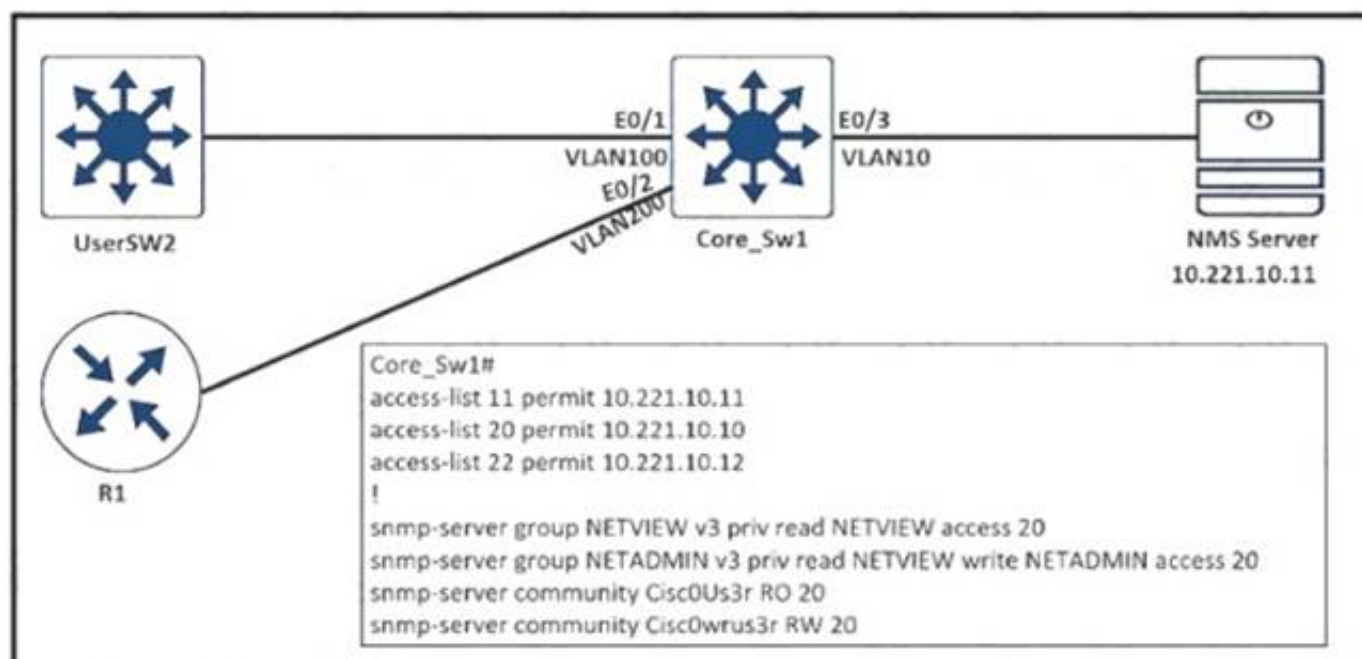 E0/1
E0/3
VLAN100
VLAN10
E0/2
VLAN200
UserSW2
Core_Sw1
NMS Server
10.221.10.11
R1
Core_Sw1#
access-list 11 permit 10.221.10.11
access-list 20 permit 10.221.10.10
access-list 22 permit 10.221.10.12
!
snmp-server group NETVIEW v3 priv read NETVIEW access 20
snmp-server group NETADMIN v3 priv read NETVIEW write NETADMIN access 20
snmp-server community Cisc0Us3r RO 20
snmp-server community Cisc0wrus3r RW 20